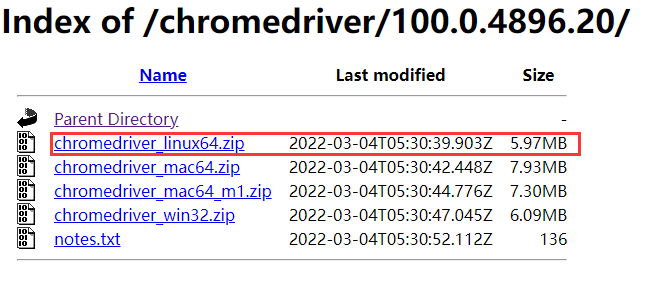 Index of /chromedriver/100.0.4896.20/
Name Last modified Size
Parent Directory -
chromedriver_linux64.zip 2022-03-04T05:30:39.903Z 5.97MB
chromedriver_mac64.zip 2022-03-04T05:30:42.448Z 7.93MB
chromedriver_mac64_m1.zip 2022-03-04T05:30:44.776Z 7.30MB
chromedriver_win32.zip 2022-03-04T05:30:47.045Z 6.09MB
notes.txt 2022-03-04T05:30:52.112Z 136